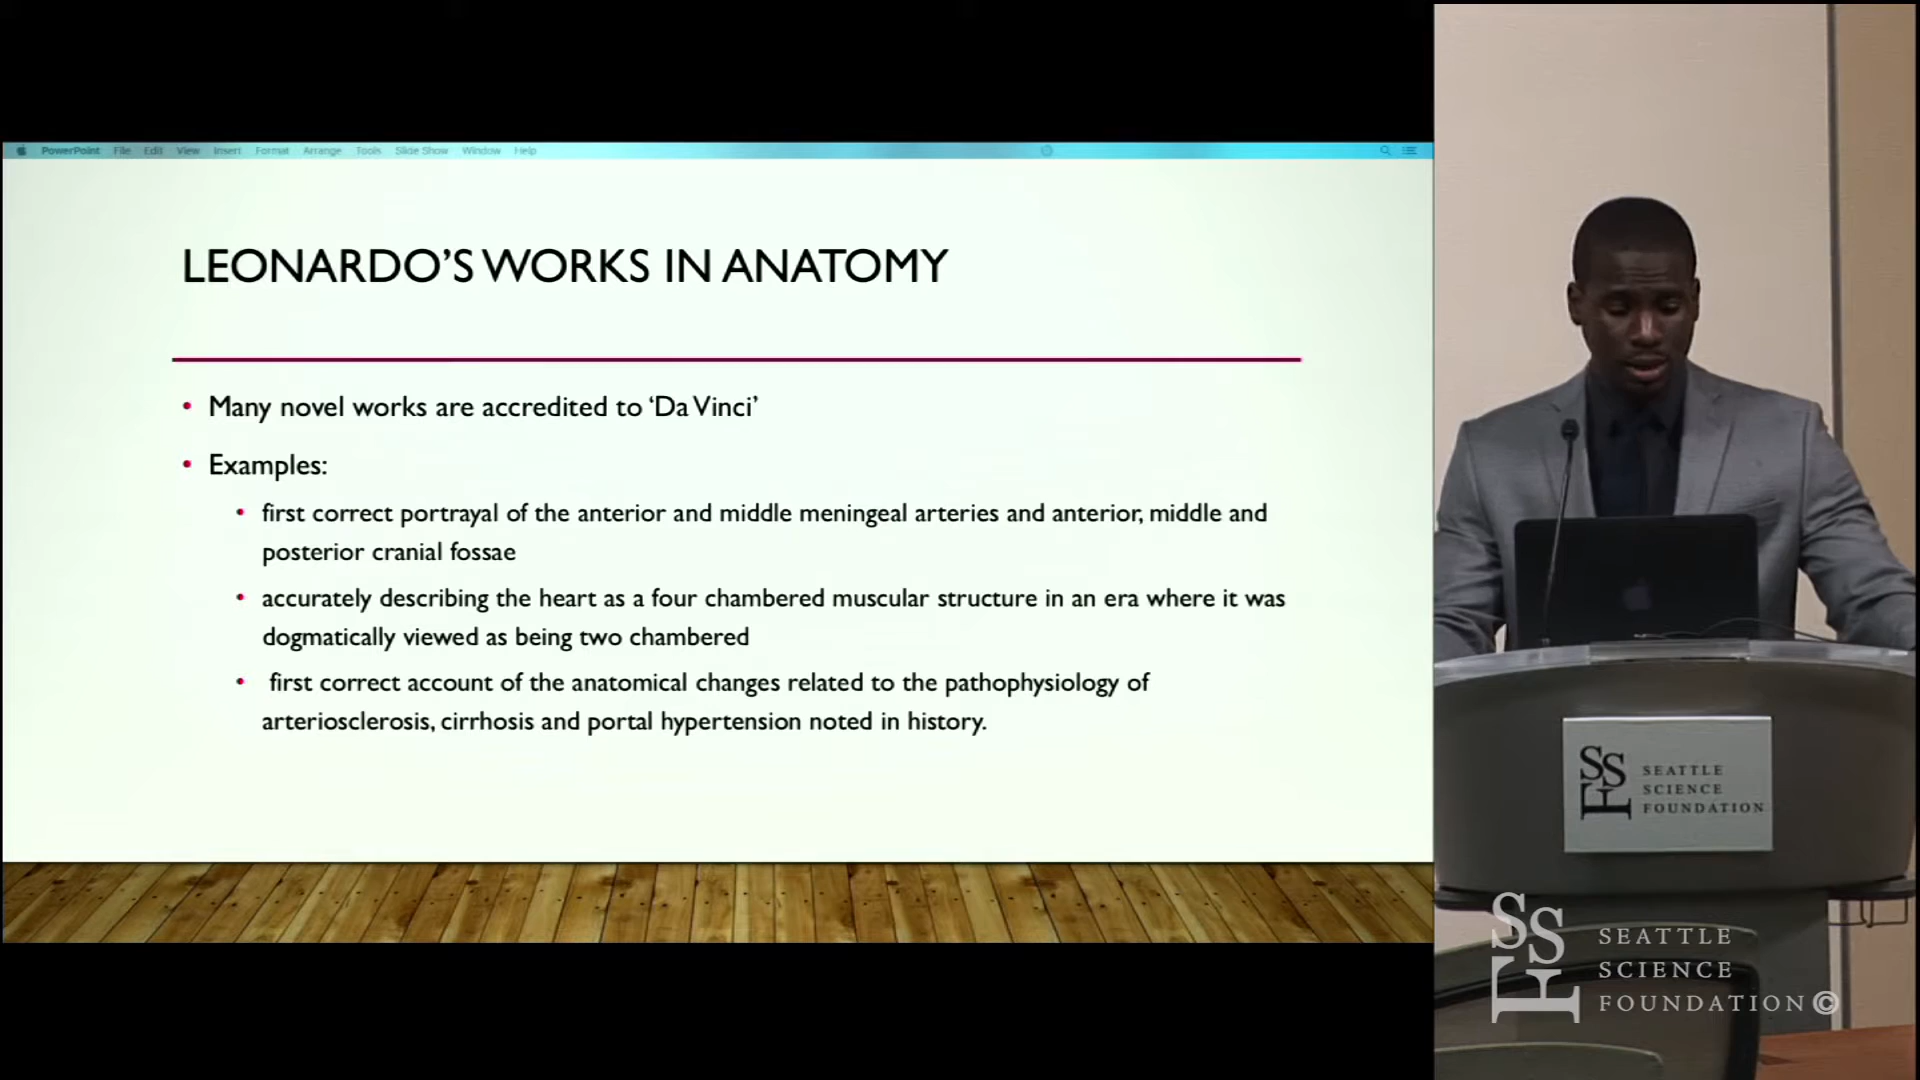 PowerPoint File Edit View Insert Format Arrange Tools Slide Show Window Help
LEONARDO'S WORKS IN ANATOMY
• Many novel works are accredited to ‘Da Vinci’
• Examples:
• first correct portrayal of the anterior and middle meningeal arteries and anterior, middle and
posterior cranial fossae
• accurately describing the heart as a four chambered muscular structure in an era where it was
dogmatically viewed as being two chambered
• first correct account of the anatomical changes related to the pathophysiology of
arteriosclerosis, cirrhosis and portal hypertension noted in history.
SSF
SEATTLE
SCIENCE
FOUNDATION
SSF
SEATTLE
SCIENCE
FOUNDATION©